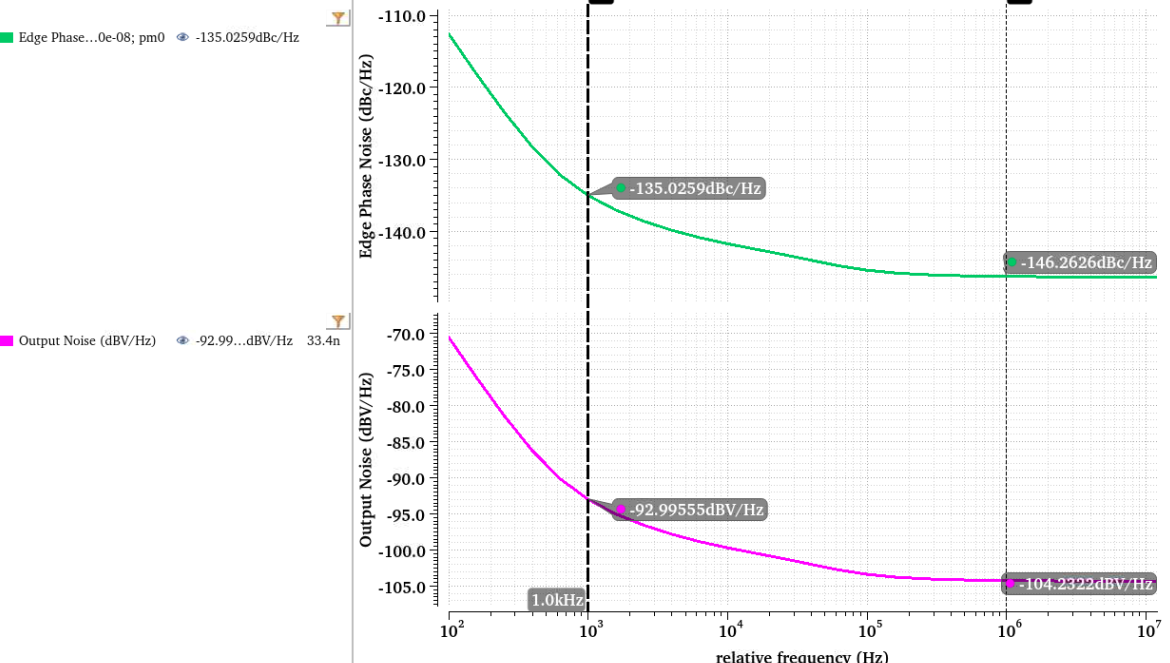 Edge Phase...0e-08; pm0 -135.0259dBc/Hz
Edge Phase Noise (dBc/Hz)
-110.0
-120.0
-130.0
-140.0
-135.0259dBc/Hz
-146.2626dBc/Hz
Output Noise (dBV/Hz) -92.99...dBV/Hz 33.4n
Output Noise (dBV/Hz)
-70.0
-75.0
-80.0
-85.0
-90.0
-95.0
-100.0
-105.0
-92.99555dBV/Hz
-104.2322dBV/Hz
1.0kHz
10² 10³ 10⁴ 10⁵ 10⁶ 10⁷
relative frequency (Hz)